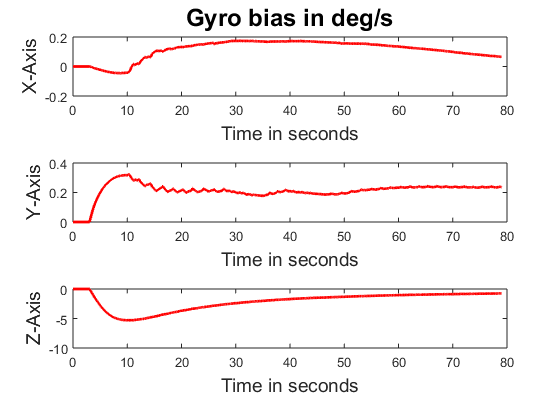 Gyro bias in deg/s
X-Axis
0.2
0
-0.2
0 10 20 30 40 50 60 70 80
Time in seconds
Y-Axis
0.4
0.2
0
0 10 20 30 40 50 60 70 80
Time in seconds
Z-Axis
0
-5
-10
0 10 20 30 40 50 60 70 80
Time in seconds